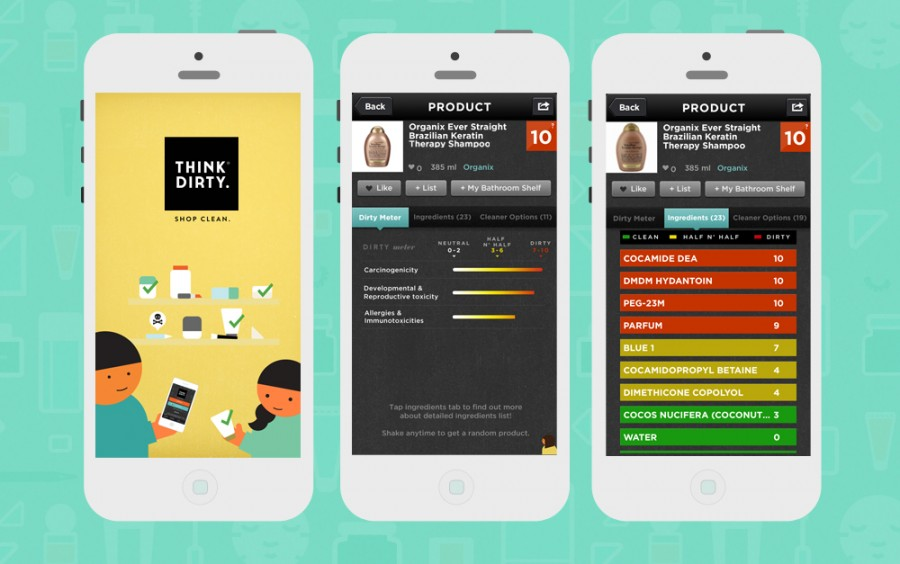 THINK
DIRTY.
SHOP CLEAN.
Back
PRODUCT
Organix Ever Straight
Brazilian Keratin
Therapy Shampoo
10
0 385 ml Organix
Like
+ List
+ My Bathroom Shelf
Dirty Meter
Ingredients (23)
Cleaner Options (11)
DIRTY meter
NEUTRAL
0-2
HALF
N' HALF
3-6
DIRTY
7-10
Carcinogenicity
Developmental &
Reproductive toxicity
Allergies &
immunotoxicities
Tap ingredients tab to find out more
about detailed ingredients list!
Shake anytime to get a random product.
Back
PRODUCT
Organix Ever Straight
Brazilian Keratin
Therapy Shampoo
10
0 385 ml Organix
Like
+ List
+ My Bathroom Shelf
Dirty Meter
Ingredients (23)
Cleaner Options (19)
CLEAN
HALF N' HALF
DIRTY
COCAMIDE DEA 10
DMDM HYDANTOIN 10
PEG-23M 10
PARFUM 9
BLUE 1 7
COCAMIDOPROPYL BETAINE 4
DIMETHICONE COPOLYOL 4
COCOS NUCIFERA (COCONUT... 3
WATER 0